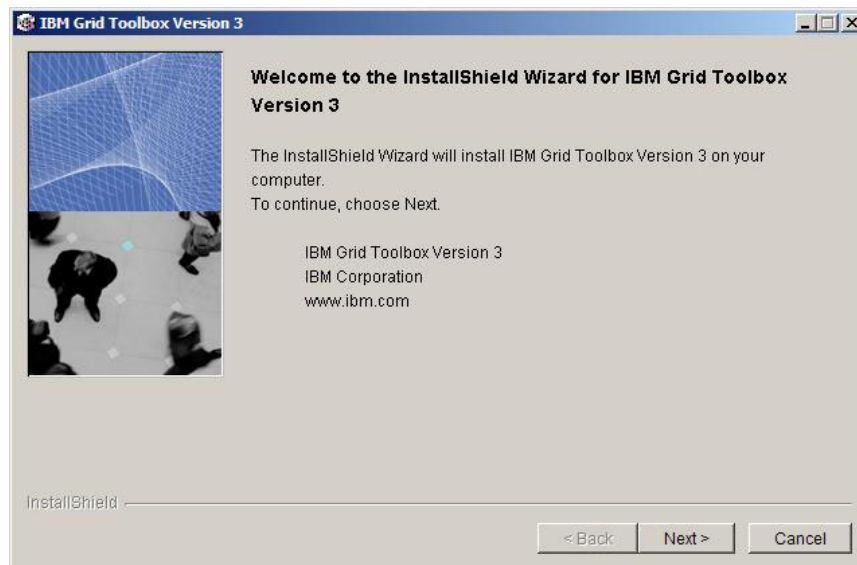 IBM Grid Toolbox Version 3
Welcome to the InstallShield Wizard for IBM Grid Toolbox
Version 3
The InstallShield Wizard will install IBM Grid Toolbox Version 3 on your
computer.
To continue, choose Next.
IBM Grid Toolbox Version 3
IBM Corporation
www.ibm.com
InstallShield
< Back
Next >
Cancel